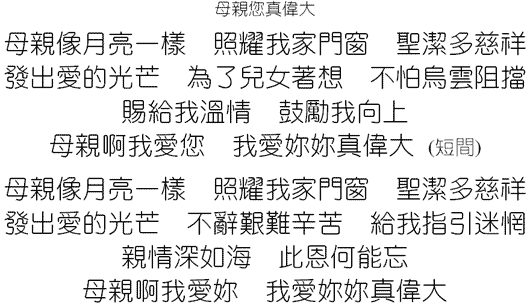 母親您真偉大
母親像月亮一樣　照耀我家門窗　聖潔多慈祥
發出愛的光芒　為了兒女著想　不怕烏雲阻擋
賜給我溫情　鼓勵我向上
母親啊我愛您　我愛妳妳真偉大 (短間)
母親像月亮一樣　照耀我家門窗　聖潔多慈祥
發出愛的光芒　不辭艱難辛苦　給我指引迷惘
親情深如海　此恩何能忘
母親啊我愛妳　我愛妳妳真偉大